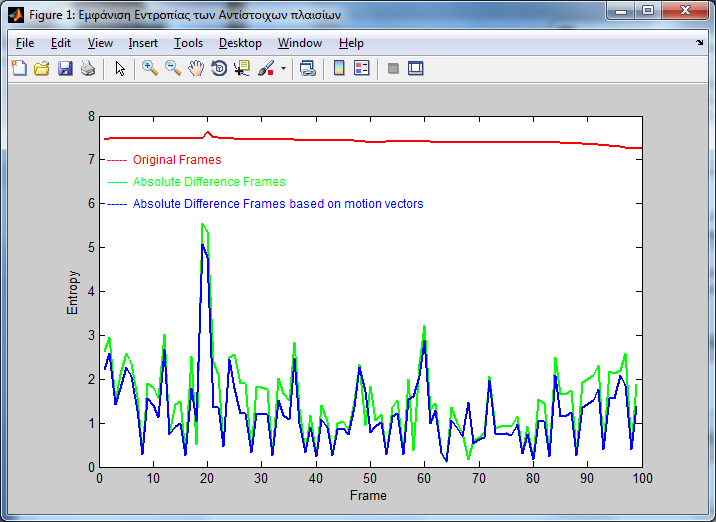 Figure 1: Εμφάνιση Εντροπίας των Αντίστοιχων πλαισίων
File Edit View Insert Tools Desktop Window Help
8
7
6
5
4
3
2
1
0
Entropy
----- Original Frames
----- Absolute Difference Frames
----- Absolute Difference Frames based on motion vectors
0 10 20 30 40 50 60 70 80 90 100
Frame